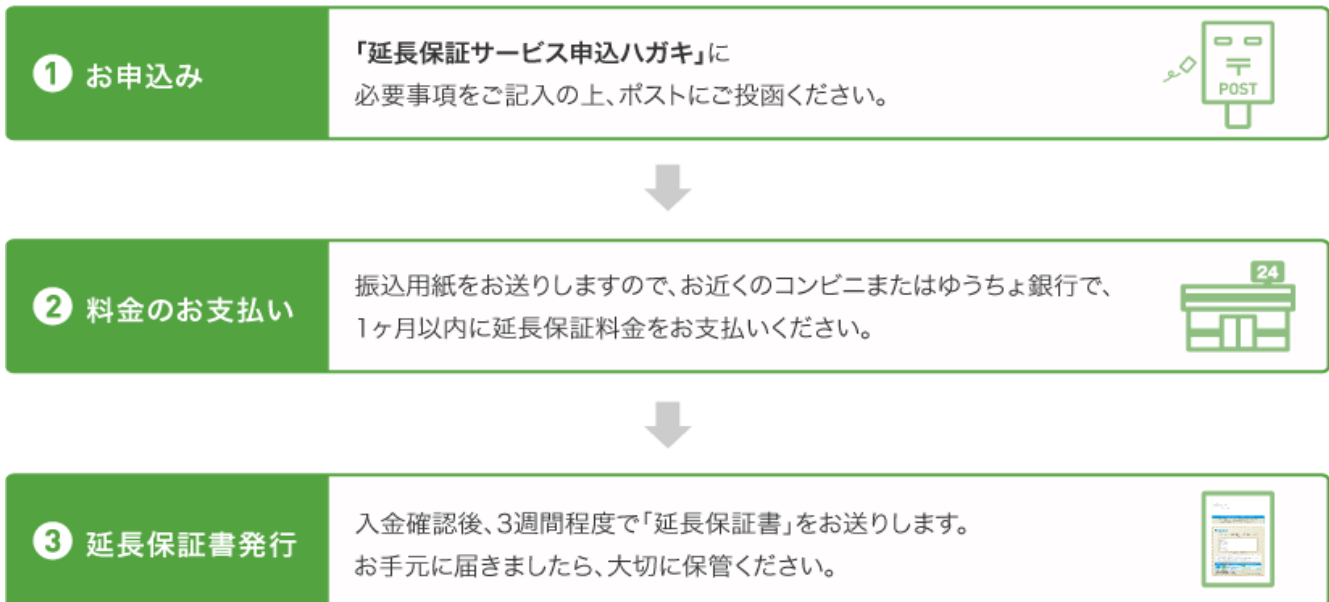 1 お申込み
「延長保証サービス申込ハガキ」に
必要事項をご記入の上、ポストにご投函ください。
〒
POST
2 料金のお支払い
振込用紙をお送りしますので、お近くのコンビニまたはゆうちょ銀行で、
1ヶ月以内に延長保証料金をお支払いください。
24
3 延長保証書発行
入金確認後、3週間程度で「延長保証書」をお送りします。
お手元に届きましたら、大切に保管ください。